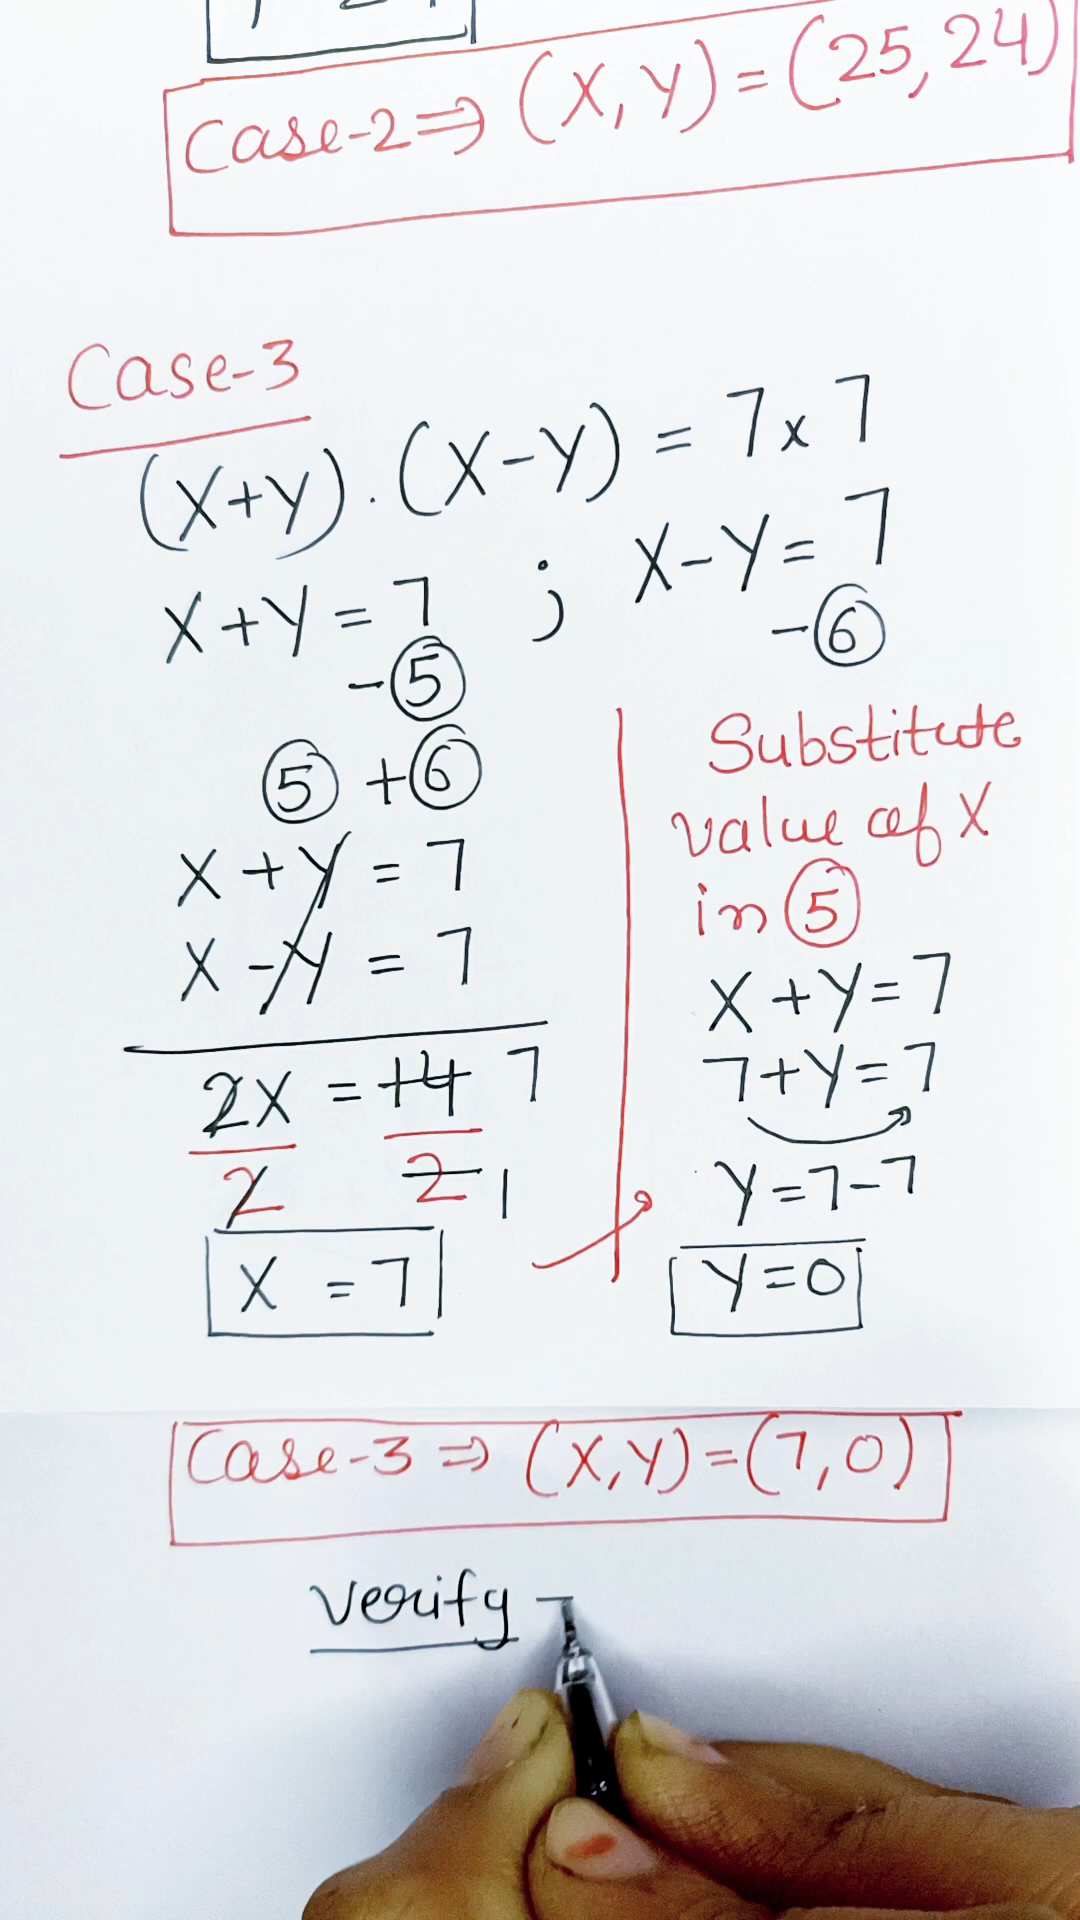 Case-2⇒ (X,Y)=(25,24)
Case-3
(X+Y).(X-Y) = 7x7
X+Y=7 ; X-Y=7
-⑤
-⑥
⑤ +⑥
X+Y=7
X-Y=7
2X = 14 7
2 2 1
X = 7
Substitute
value of X
in ⑤
X+Y=7
7+Y=7
Y=7-7
Y=0
Case-3 ⇒ (X,Y)=(7,0)
Verify